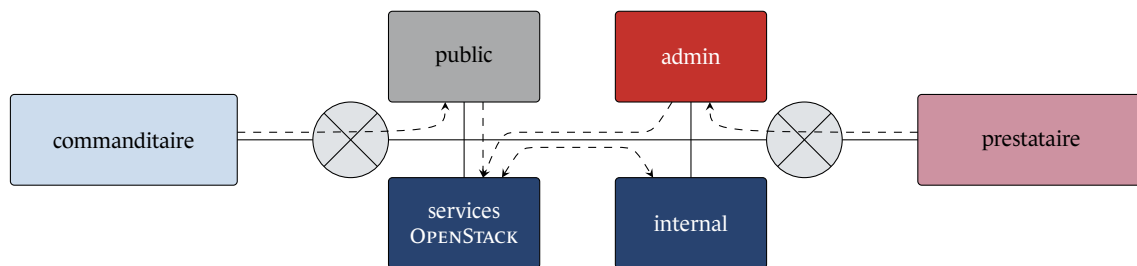 public
admin
commanditaire
prestataire
services
OPENSTACK
internal